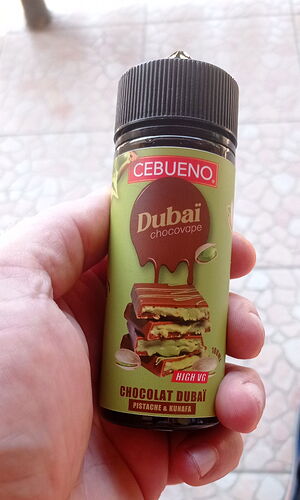 CEBUENO
Dubaï
chocovape
HIGH VG
CHOCOLAT DUBAÏ
PISTACHE & KUNAFA